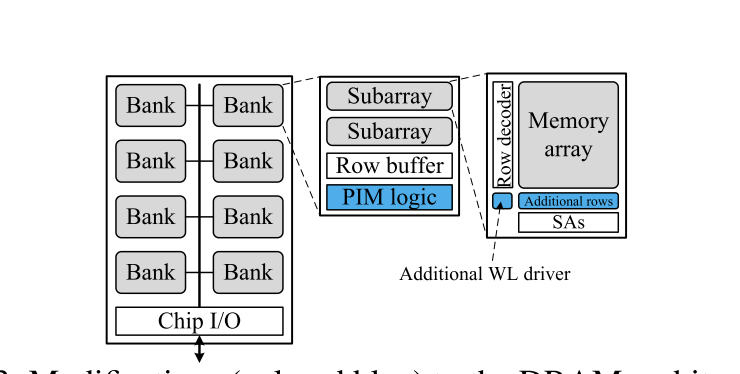 Bank Bank
Bank Bank
Bank Bank
Bank Bank
Chip I/O
Subarray
Subarray
Row buffer
PIM logic
Row decoder
Memory
array
Additional rows
SAs
Additional WL driver